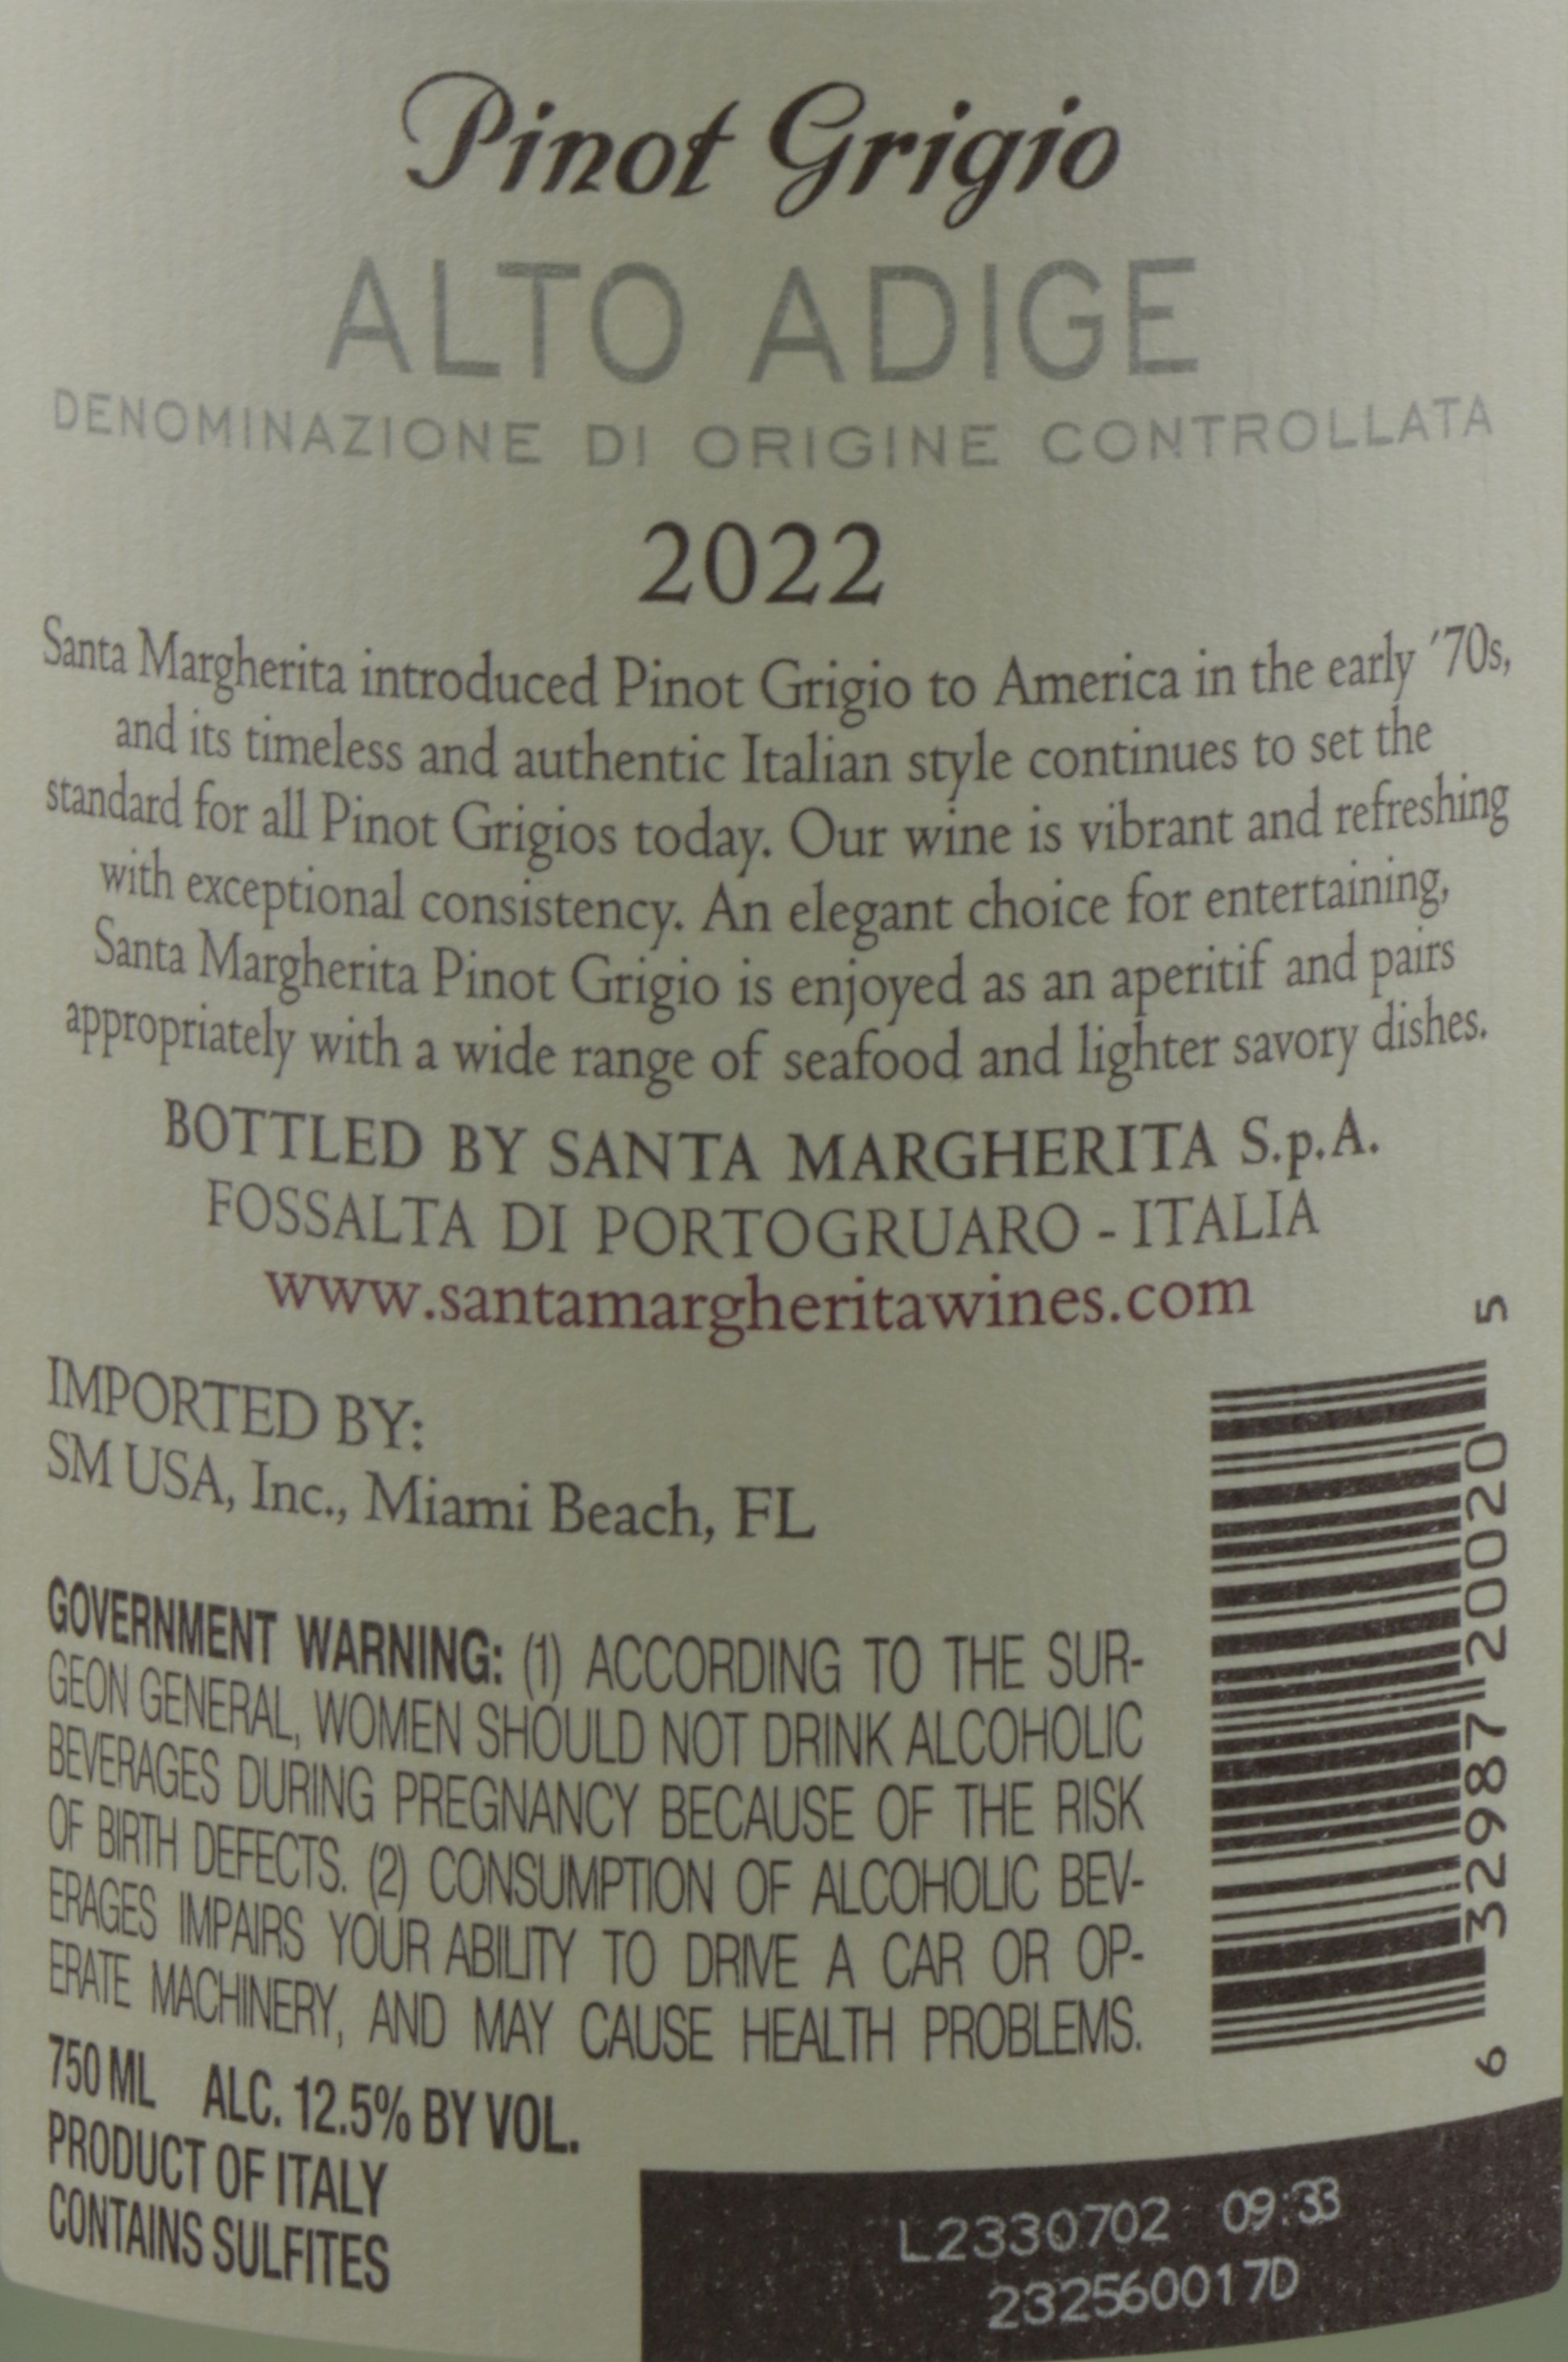 Pinot Grigio
ALTO ADIGE
DENOMINAZIONE DI ORIGINE CONTROLLATA
2022
Santa Margherita introduced Pinot Grigio to America in the early '70s,
and its timeless and authentic Italian style continues to set the
standard for all Pinot Grigios today. Our wine is vibrant and refreshing
with exceptional consistency. An elegant choice for entertaining,
Santa Margherita Pinot Grigio is enjoyed as an aperitif and pairs
appropriately with a wide range of seafood and lighter savory dishes.
BOTTLED BY SANTA MARGHERITA S.p.A.
FOSSALTA DI PORTOGRUARO - ITALIA
www.santamargheritawines.com
IMPORTED BY:
SM USA, Inc., Miami Beach, FL
GOVERNMENT WARNING: (1) ACCORDING TO THE SUR-
GEON GENERAL, WOMEN SHOULD NOT DRINK ALCOHOLIC
BEVERAGES DURING PREGNANCY BECAUSE OF THE RISK
OF BIRTH DEFECTS. (2) CONSUMPTION OF ALCOHOLIC BEV-
ERAGES IMPAIRS YOUR ABILITY TO DRIVE A CAR OR OP-
ERATE MACHINERY, AND MAY CAUSE HEALTH PROBLEMS.
750 ML ALC. 12.5% BY VOL.
PRODUCT OF ITALY
CONTAINS SULFITES
6 32987 20020 5
L2330702 09:33
232560017D